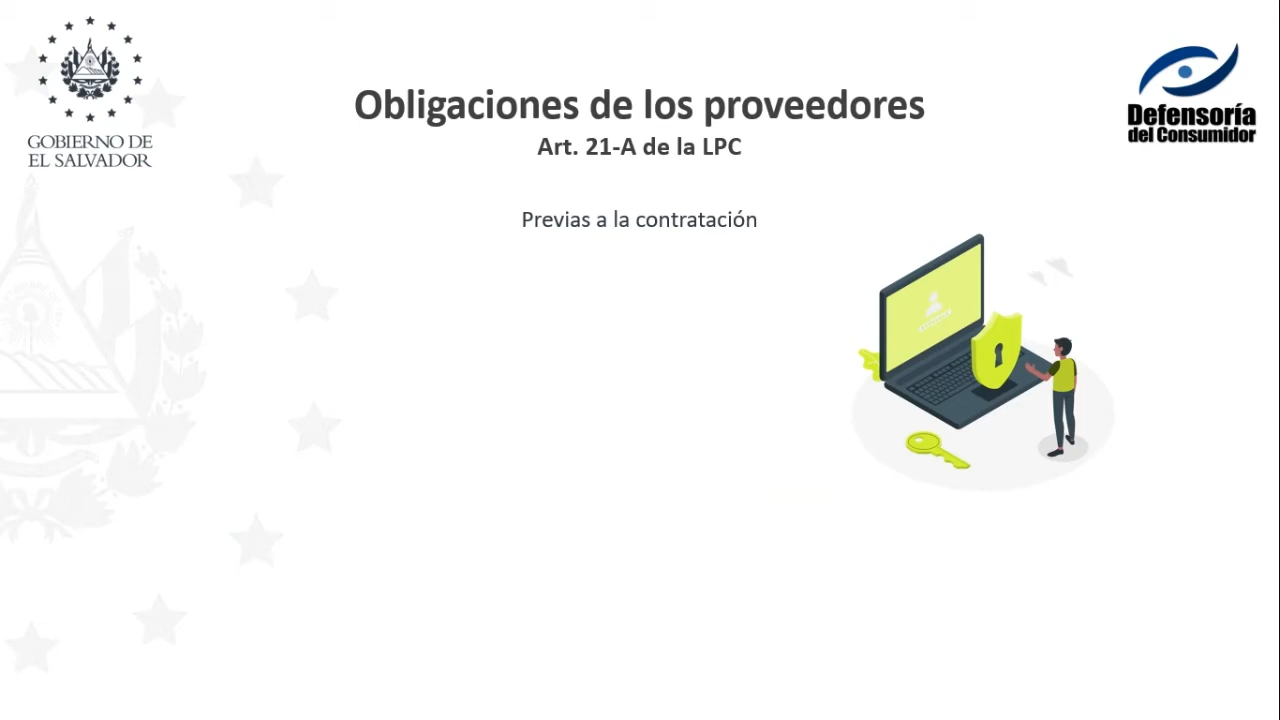 GOBIERNO DE
EL SALVADOR
Obligaciones de los proveedores
Art. 21-A de la LPC
Defensoría
del Consumidor
Previas a la contratación